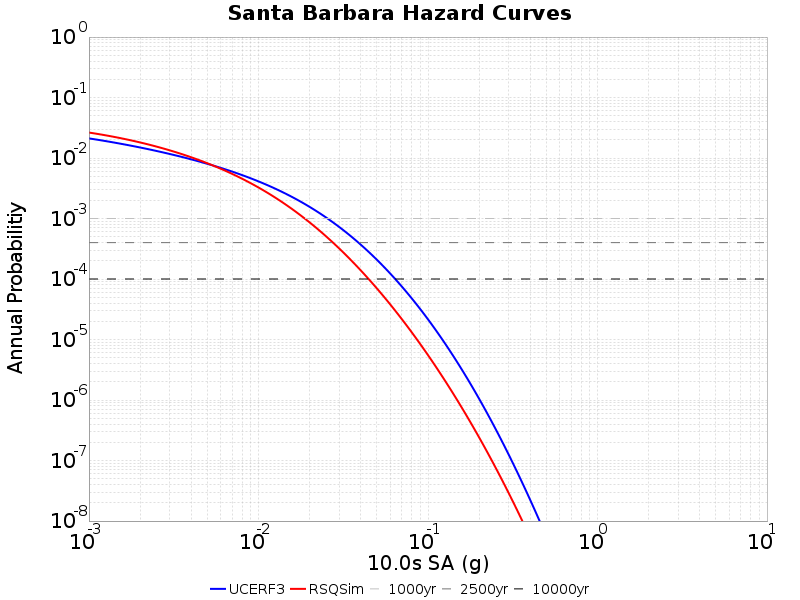 Santa Barbara Hazard Curves
10^0
10^-1
10^-2
10^-3
10^-4
10^-5
10^-6
10^-7
10^-8
Annual Probabilitiy
10^-3 10^-2 10^-1 10^0 10^1
10.0s SA (g)
UCERF3 RSQSim 1000yr 2500yr 10000yr